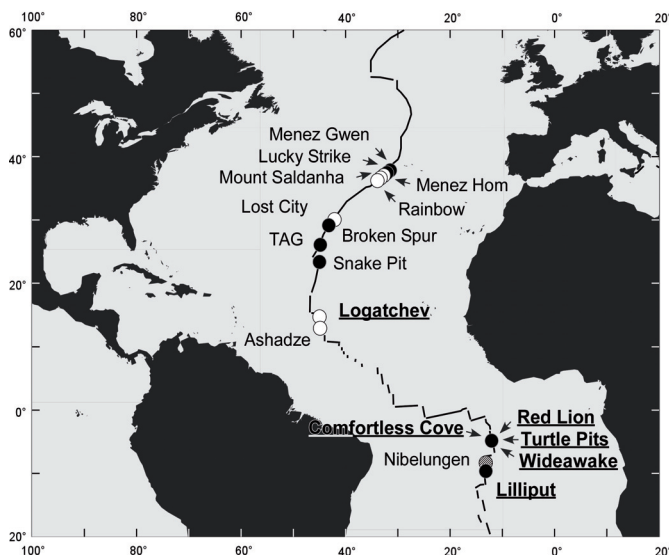 100° 80° 60° 40° 20° 0° 20°
60°
Menez Gwen
40°
Lucky Strike
Mount Saldanha
Menez Hom
Rainbow
Lost City
Broken Spur
TAG
Snake Pit
20°
Logatchev
Ashadze
0°
Red Lion
Comfortless Cove
Turtle Pits
Wideawake
Nibelungen
Lilliput
20°
100° 80° 60° 40° 20° 0° 20°